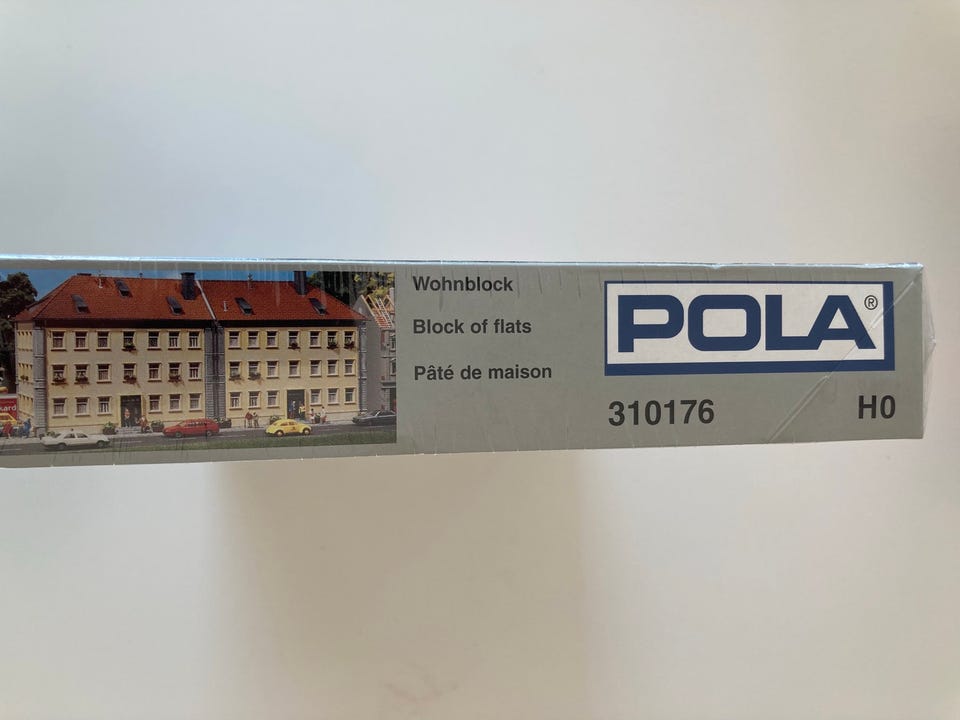 Wohnblock
Block of flats
Pâté de maison
POLA®
310176
H0